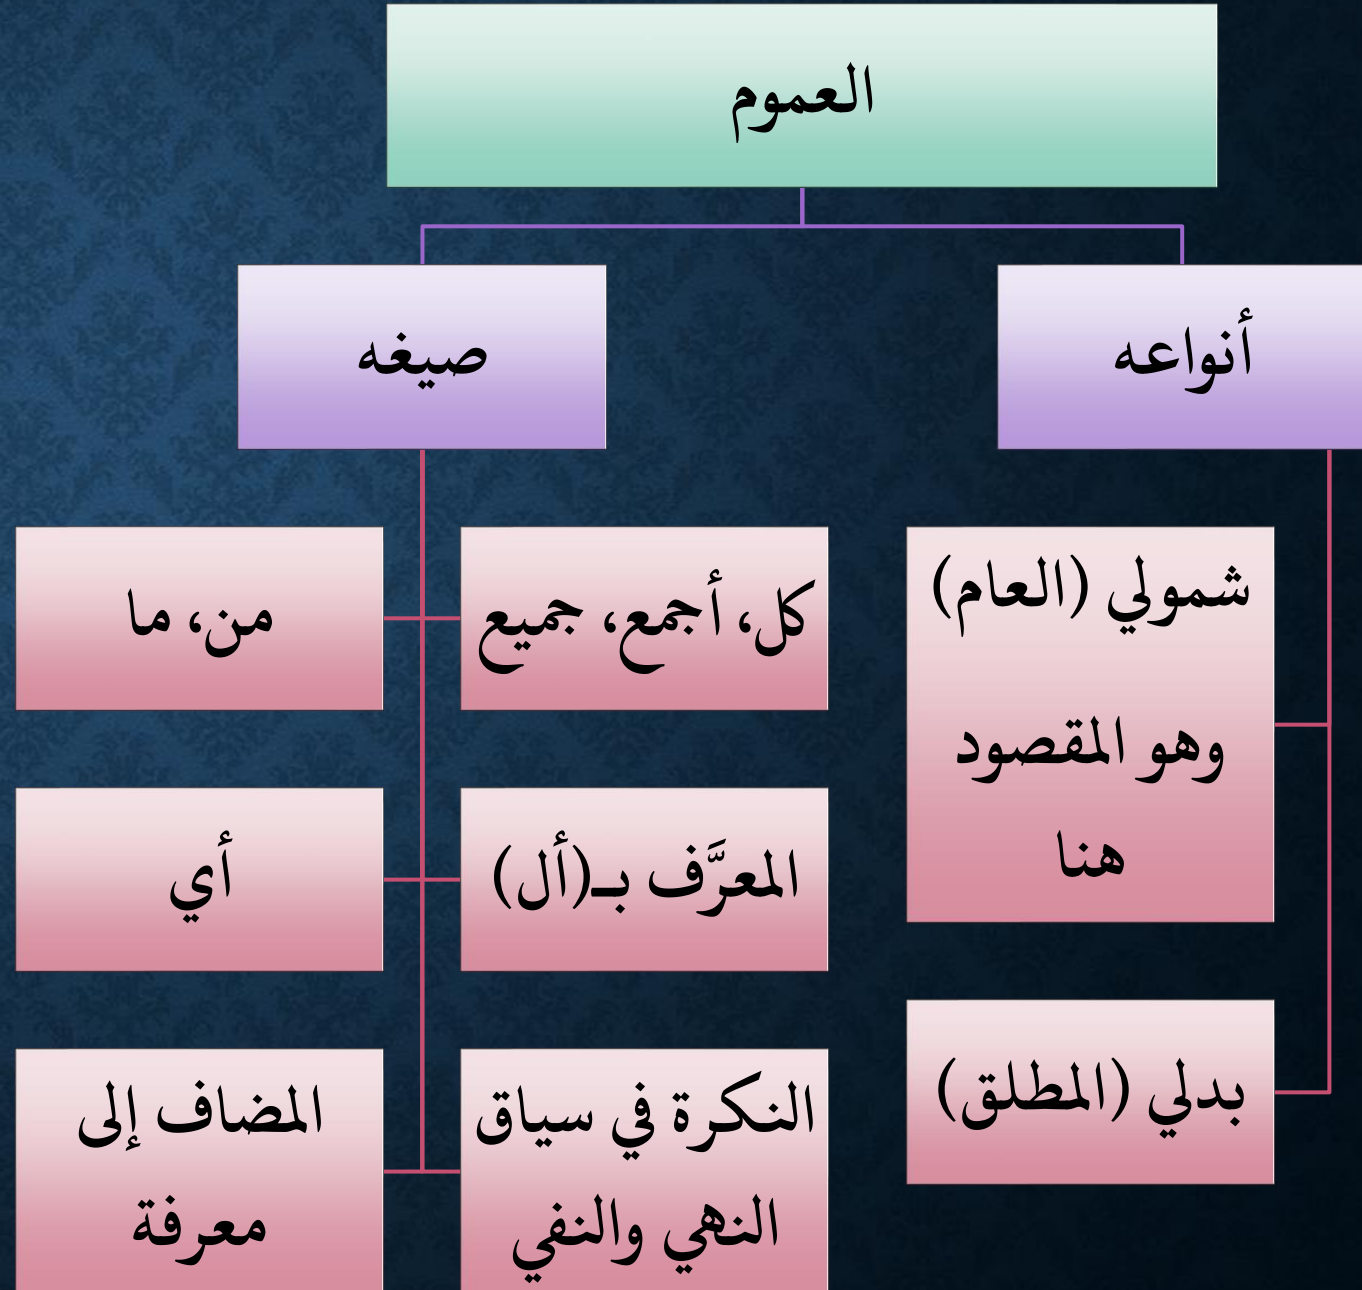 العموم
أنواعه
شمولي (العام)
وهو المقصود
هنا
بدلي (المطلق)
صيغه
كل، أجمع، جميع
من، ما
المعرَّف بـ(أل)
أي
النكرة في سياق
النهي والنفي
المضاف إلى
معرفة